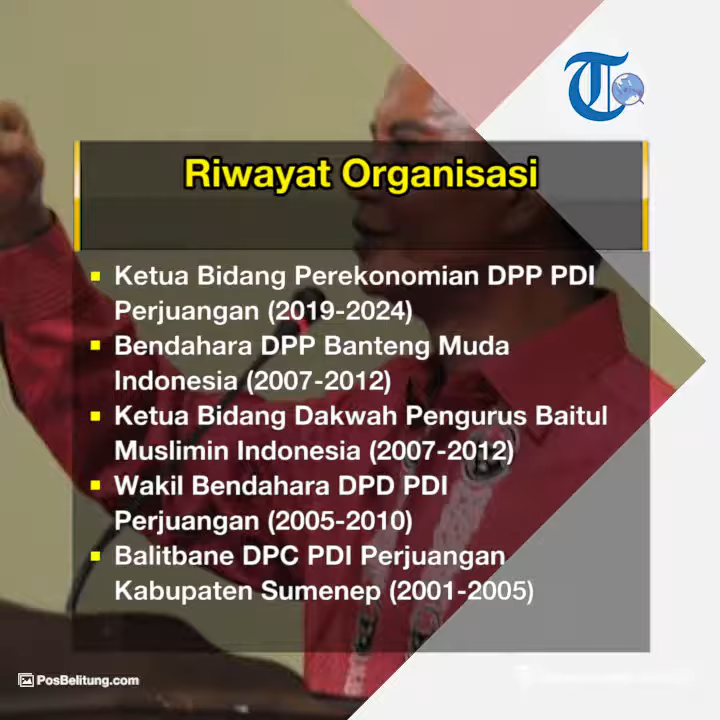 T
Riwayat Organisasi
Ketua Bidang Perekonomian DPP PDI
Perjuangan (2019-2024)
Bendahara DPP Banteng Muda
Indonesia (2007-2012)
Ketua Bidang Dakwah Pengurus Baitul
Muslimin Indonesia (2007-2012)
Wakil Bendahara DPD PDI
Perjuangan (2005-2010)
Balitbane DPC PDI Perjuangan
Kabupaten Sumenep (2001-2005)
PosBelitung.com